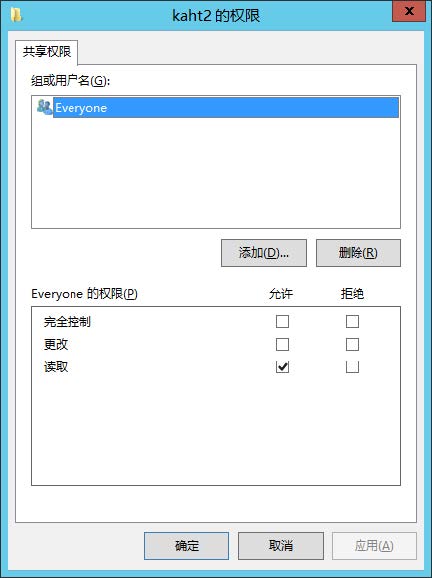 kaht2 的权限
共享权限
组或用户名(G):
Everyone
添加(D)...
删除(R)
Everyone 的权限(P)
允许
拒绝
完全控制
更改
读取
确定
取消
应用(A)